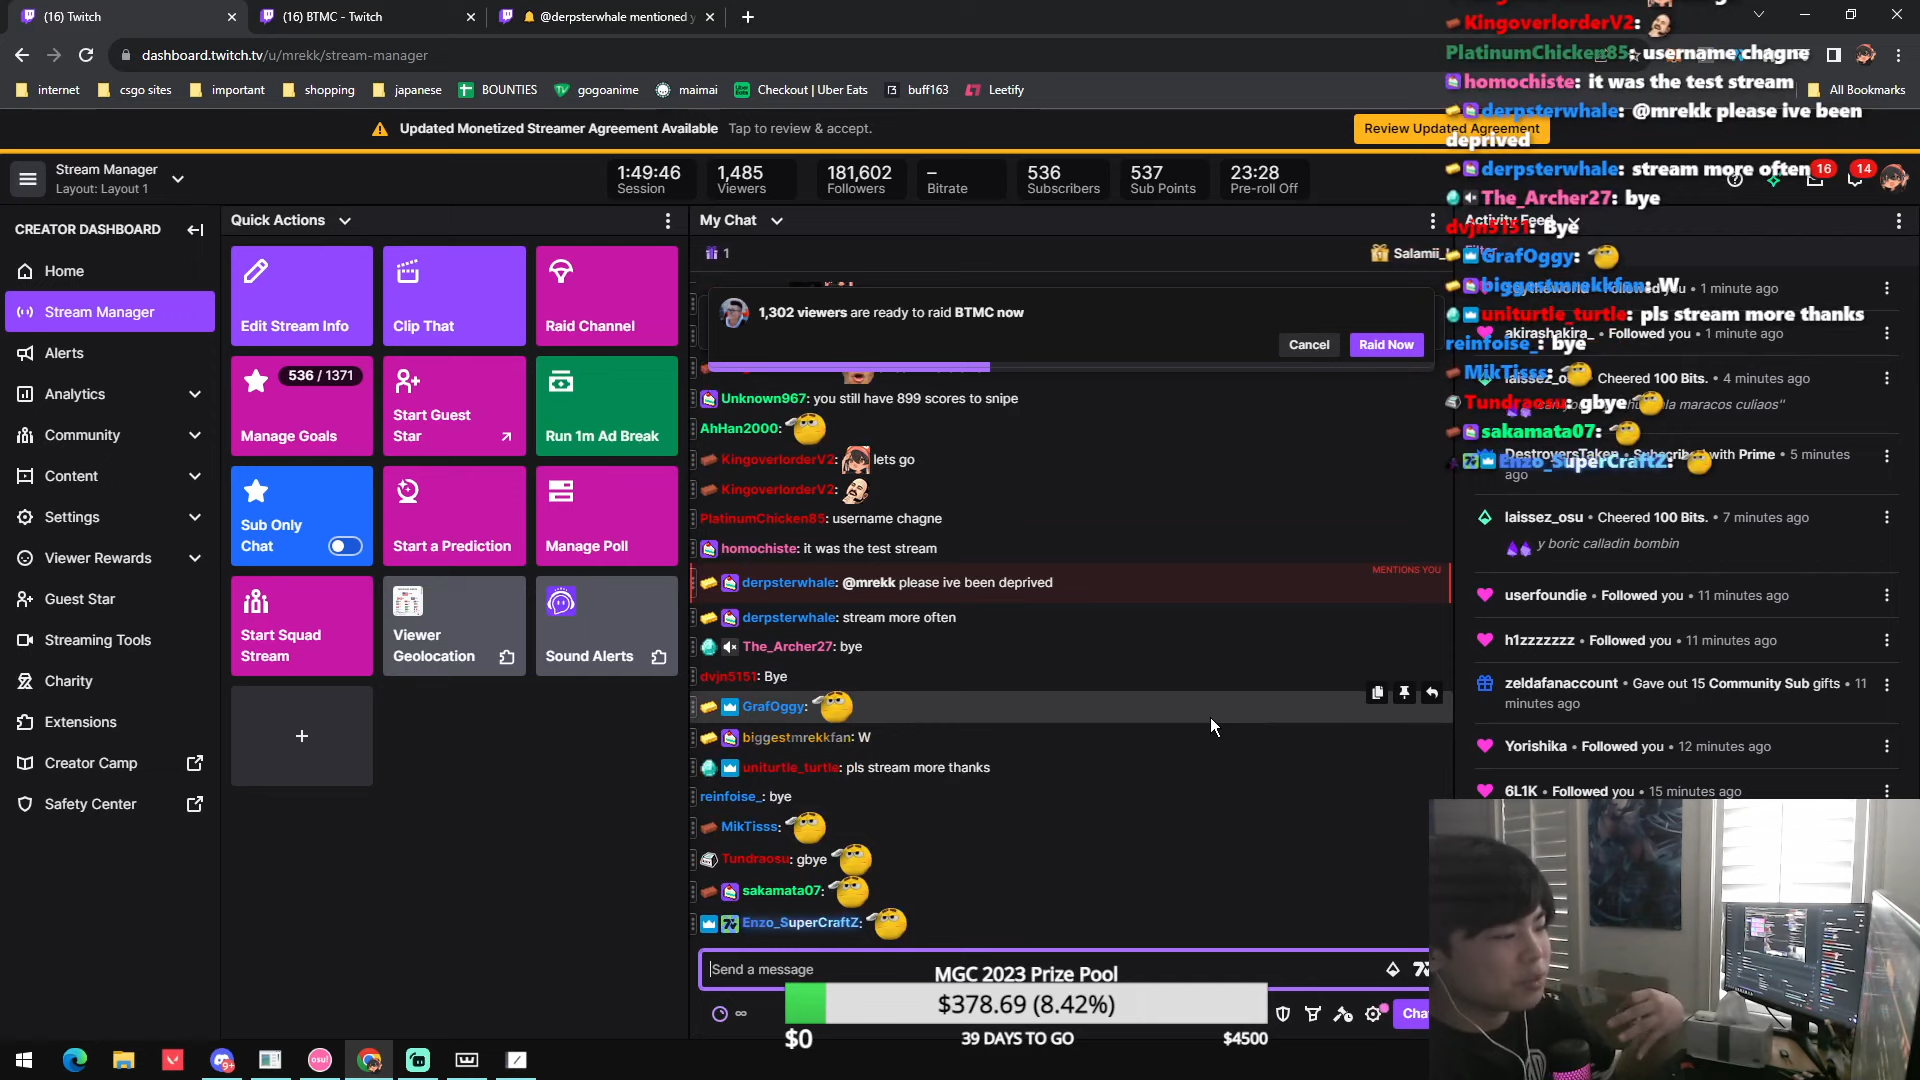 (16) Twitch
(16) BTMC - Twitch
@derpsterwhale mentioned y
dashboard.twitch.tv/u/mrekk/stream-manager
internet
csgo sites
important
shopping
japanese
BOUNTIES
gogoanime
maimai
Checkout | Uber Eats
buff163
Leetify
All Bookmarks
Updated Monetized Streamer Agreement Available Tap to review & accept.
Review Updated Agreement
Stream Manager
Layout: Layout 1
1:49:46
Session
1,485
Viewers
181,602
Followers
–
Bitrate
536
Subscribers
537
Sub Points
23:28
Pre-roll Off
16
14
CREATOR DASHBOARD
Home
Stream Manager
Alerts
Analytics
Community
Content
Settings
Viewer Rewards
Guest Star
Streaming Tools
Charity
Extensions
Creator Camp
Safety Center
Quick Actions
Edit Stream Info
Clip That
Raid Channel
536 / 1371
Manage Goals
Start Guest
Star
Run 1m Ad Break
Sub Only
Chat
Start a Prediction
Manage Poll
Start Squad
Stream
Viewer
Geolocation
Sound Alerts
My Chat
1
Salamii_
1,302 viewers are ready to raid BTMC now
Cancel
Raid Now
Unknown967: you still have 899 scores to snipe
AhHan2000:
KingoverlorderV2: lets go
KingoverlorderV2:
PlatinumChicken85: username chagne
homochiste: it was the test stream
MENTIONS YOU
derpsterwhale: @mrekk please ive been deprived
derpsterwhale: stream more often
The_Archer27: bye
dvjn5151: Bye
GrafOggy:
biggestmrekkfan: W
uniturtle_turtle: pls stream more thanks
reinfoise_: bye
MikTisss:
Tundraosu: gbye
sakamata07:
Enzo_SuperCraftZ:
Send a message
Chat
MGC 2023 Prize Pool
$378.69 (8.42%)
$0
39 DAYS TO GO
$4500
KingoverlorderV2:
PlatinumChicken85: username chagne
homochiste: it was the test stream
derpsterwhale: @mrekk please ive been
deprived
derpsterwhale: stream more often
The_Archer27: bye
dvjn5151: Bye
GrafOggy:
biggestmrekkfan: W
uniturtle_turtle: pls stream more thanks
reinfoise_: bye
MikTisss:
Tundraosu: gbye
sakamata07:
Enzo_SuperCraftZ:
Activity Feed
Followed you • 1 minute ago
akirashakira_ • Followed you • 1 minute ago
laissez_osu • Cheered 100 Bits. • 4 minutes ago
maracos culiaos"
DestroyersTaken • Subscribed with Prime • 5 minutes
ago
laissez_osu • Cheered 100 Bits. • 7 minutes ago
y boric calladin bombin
userfoundie • Followed you • 11 minutes ago
h1zzzzzzz • Followed you • 11 minutes ago
zeldafanaccount • Gave out 15 Community Sub gifts • 11
minutes ago
Yorishika • Followed you • 12 minutes ago
6L1K • Followed you • 15 minutes ago
9+
osu!